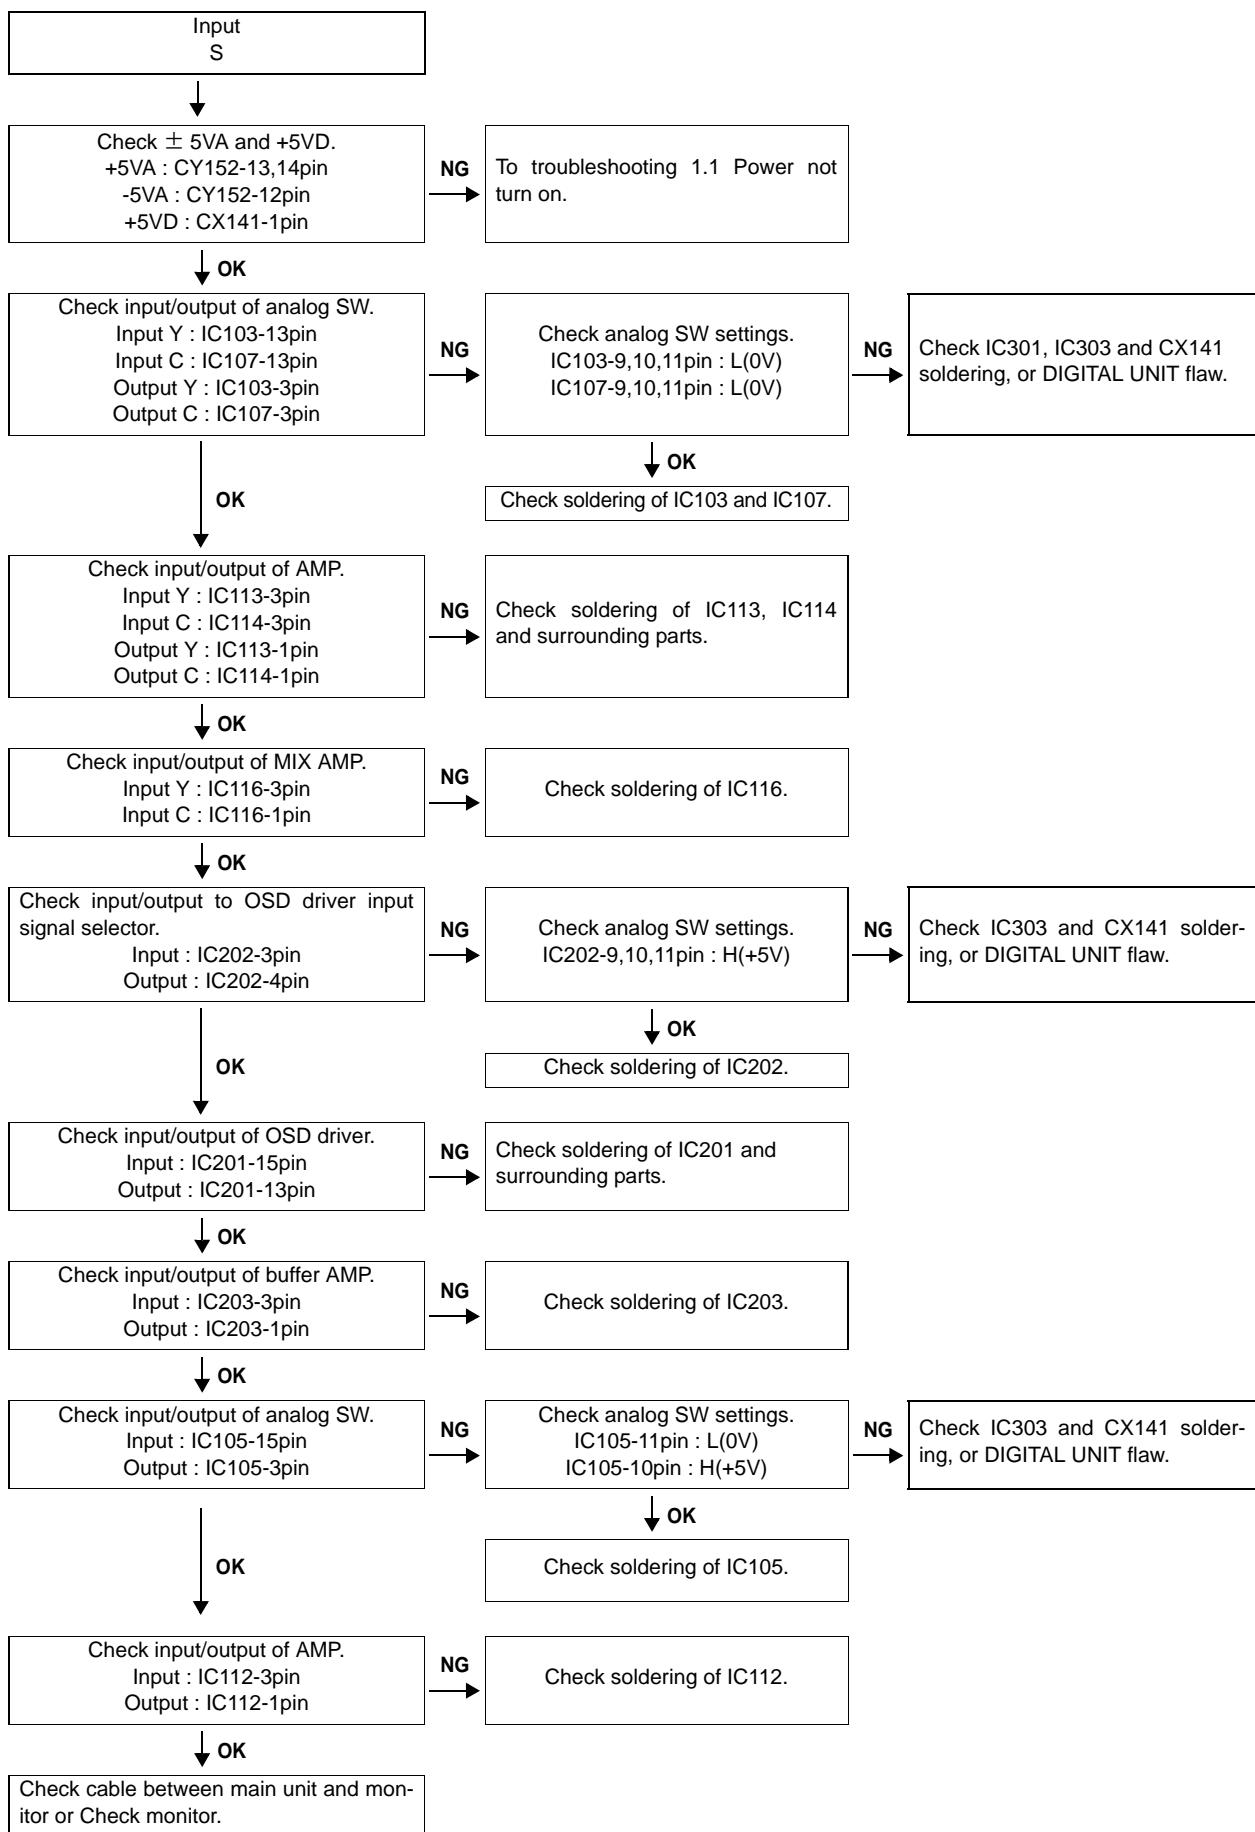 Input
S
Check ± 5VA and +5VD.
+5VA : CY152-13,14pin
-5VA : CY152-12pin
+5VD : CX141-1pin
NG
To troubleshooting 1.1 Power not
turn on.
OK
Check input/output of analog SW.
Input Y : IC103-13pin
Input C : IC107-13pin
Output Y : IC103-3pin
Output C : IC107-3pin
NG
Check analog SW settings.
IC103-9,10,11pin : L(0V)
IC107-9,10,11pin : L(0V)
NG
Check IC301, IC303 and CX141
soldering, or DIGITAL UNIT flaw.
OK
Check soldering of IC103 and IC107.
OK
Check input/output of AMP.
Input Y : IC113-3pin
Input C : IC114-3pin
Output Y : IC113-1pin
Output C : IC114-1pin
NG
Check soldering of IC113, IC114
and surrounding parts.
OK
Check input/output of MIX AMP.
Input Y : IC116-3pin
Input C : IC116-1pin
NG
Check soldering of IC116.
OK
Check input/output to OSD driver input
signal selector.
Input : IC202-3pin
Output : IC202-4pin
NG
Check analog SW settings.
IC202-9,10,11pin : H(+5V)
NG
Check IC303 and CX141 solder-
ing, or DIGITAL UNIT flaw.
OK
Check soldering of IC202.
OK
Check input/output of OSD driver.
Input : IC201-15pin
Output : IC201-13pin
NG
Check soldering of IC201 and
surrounding parts.
OK
Check input/output of buffer AMP.
Input : IC203-3pin
Output : IC203-1pin
NG
Check soldering of IC203.
OK
Check input/output of analog SW.
Input : IC105-15pin
Output : IC105-3pin
NG
Check analog SW settings.
IC105-11pin : L(0V)
IC105-10pin : H(+5V)
NG
Check IC303 and CX141 solder-
ing, or DIGITAL UNIT flaw.
OK
Check soldering of IC105.
OK
Check input/output of AMP.
Input : IC112-3pin
Output : IC112-1pin
NG
Check soldering of IC112.
OK
Check cable between main unit and mon-
itor or Check monitor.